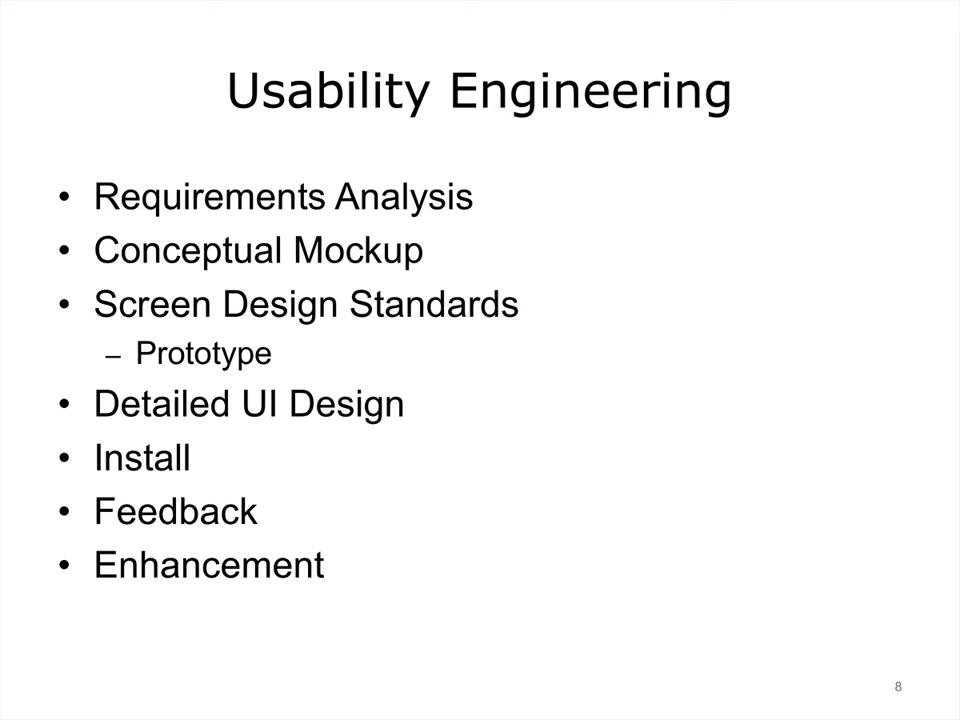 Usability Engineering
• Requirements Analysis
• Conceptual Mockup
• Screen Design Standards
– Prototype
• Detailed UI Design
• Install
• Feedback
• Enhancement
8